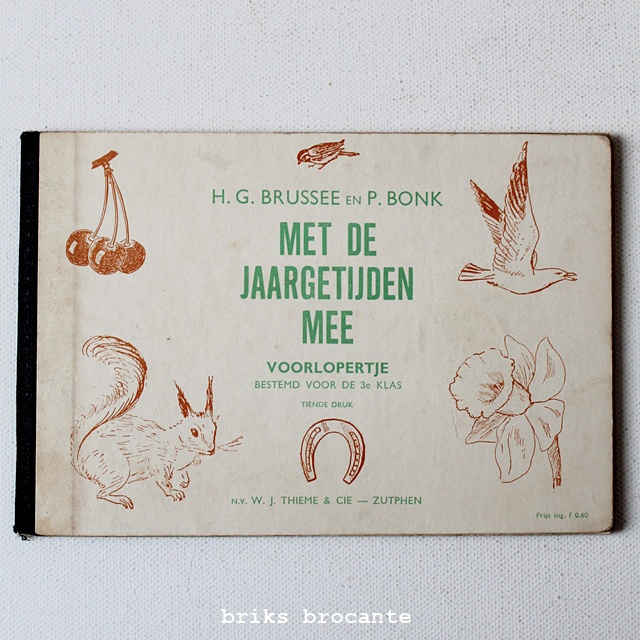 H. G. BRUSSEE EN P. BONK
MET DE
JAARGETIJDEN
MEE
VOORLOPERTJE
BESTEMD VOOR DE 3e KLAS
TIENDE DRUK
N.V. W. J. THIEME & CIE — ZUTPHEN
Prijs ing. f 0.60
briks brocante